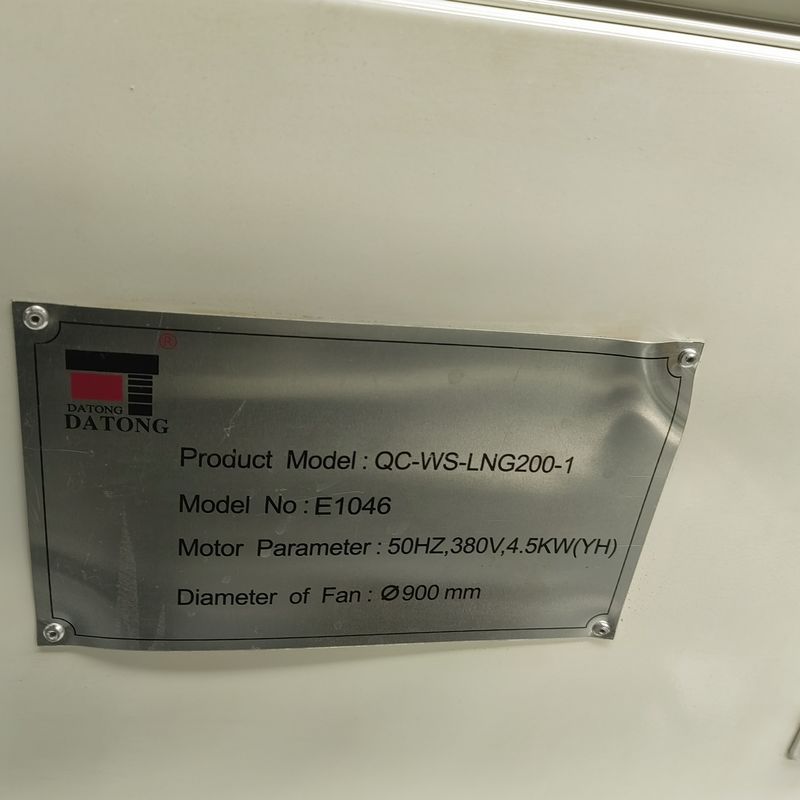 ®
DATONG
DATONG
Product Model : QC-WS-LNG200-1
Model No : E1046
Motor Parameter : 50HZ,380V,4.5KW(YH)
Diameter of Fan : Ø900 mm